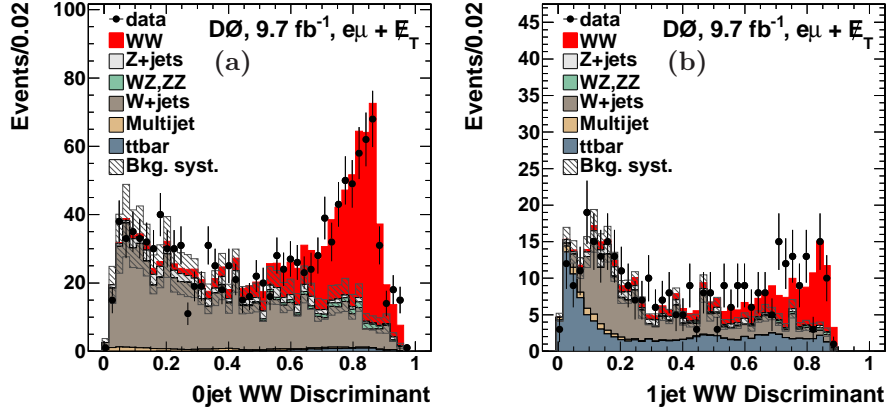 DØ, 9.7 fb⁻¹, eμ + E̸_T
(a)
data
WW
Z+jets
WZ,ZZ
W+jets
Multijet
ttbar
Bkg. syst.
Events/0.02
100
80
60
40
20
0
0 0.2 0.4 0.6 0.8 1
0jet WW Discriminant
DØ, 9.7 fb⁻¹, eμ + E̸_T
(b)
data
WW
Z+jets
WZ,ZZ
W+jets
Multijet
ttbar
Bkg. syst.
Events/0.02
45
40
35
30
25
20
15
10
5
0
0 0.2 0.4 0.6 0.8 1
1jet WW Discriminant